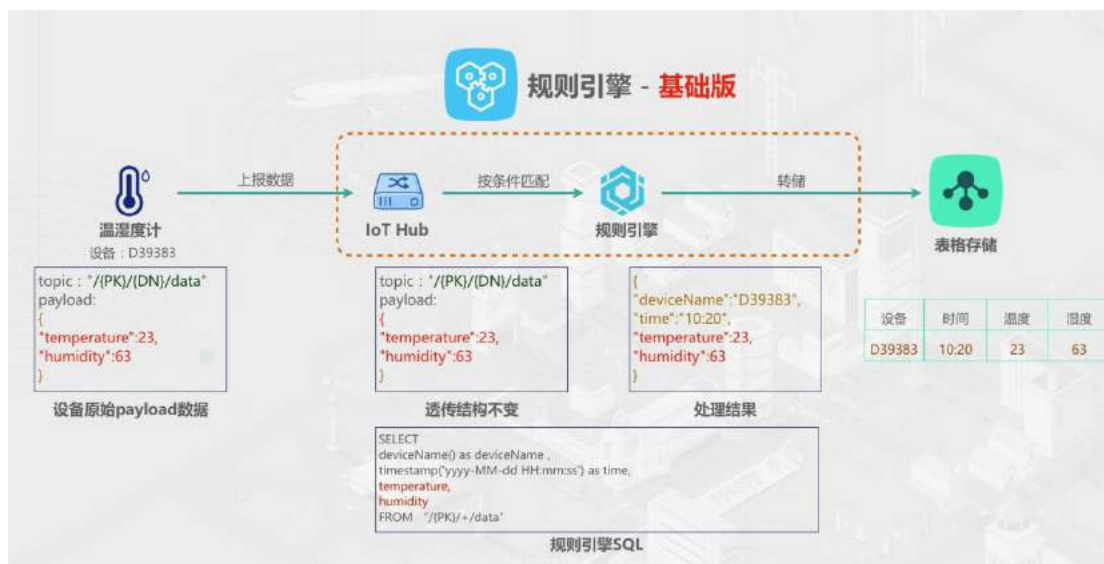 规则引擎 - 基础版
上报数据
按条件匹配
转储
温湿度计
设备：D39383
IoT Hub
规则引擎
表格存储
topic : "/(PK)/(DN)/data"
payload:
{
"temperature":23,
"humidity":63
}
设备原始payload数据
topic : "/(PK)/(DN)/data"
payload:
{
"temperature":23,
"humidity":63
}
透传结构不变
{
"deviceName":"D39383",
"time":"10:20",
"temperature":23,
"humidity":63
}
处理结果
设备 时间 温度 湿度
D39383 10:20 23 63
SELECT
deviceName() as deviceName ,
timestamp('yyyy-MM-dd HH:mm:ss') as time,
temperature,
humidity
FROM "/(PK)/+/data"
规则引擎SQL